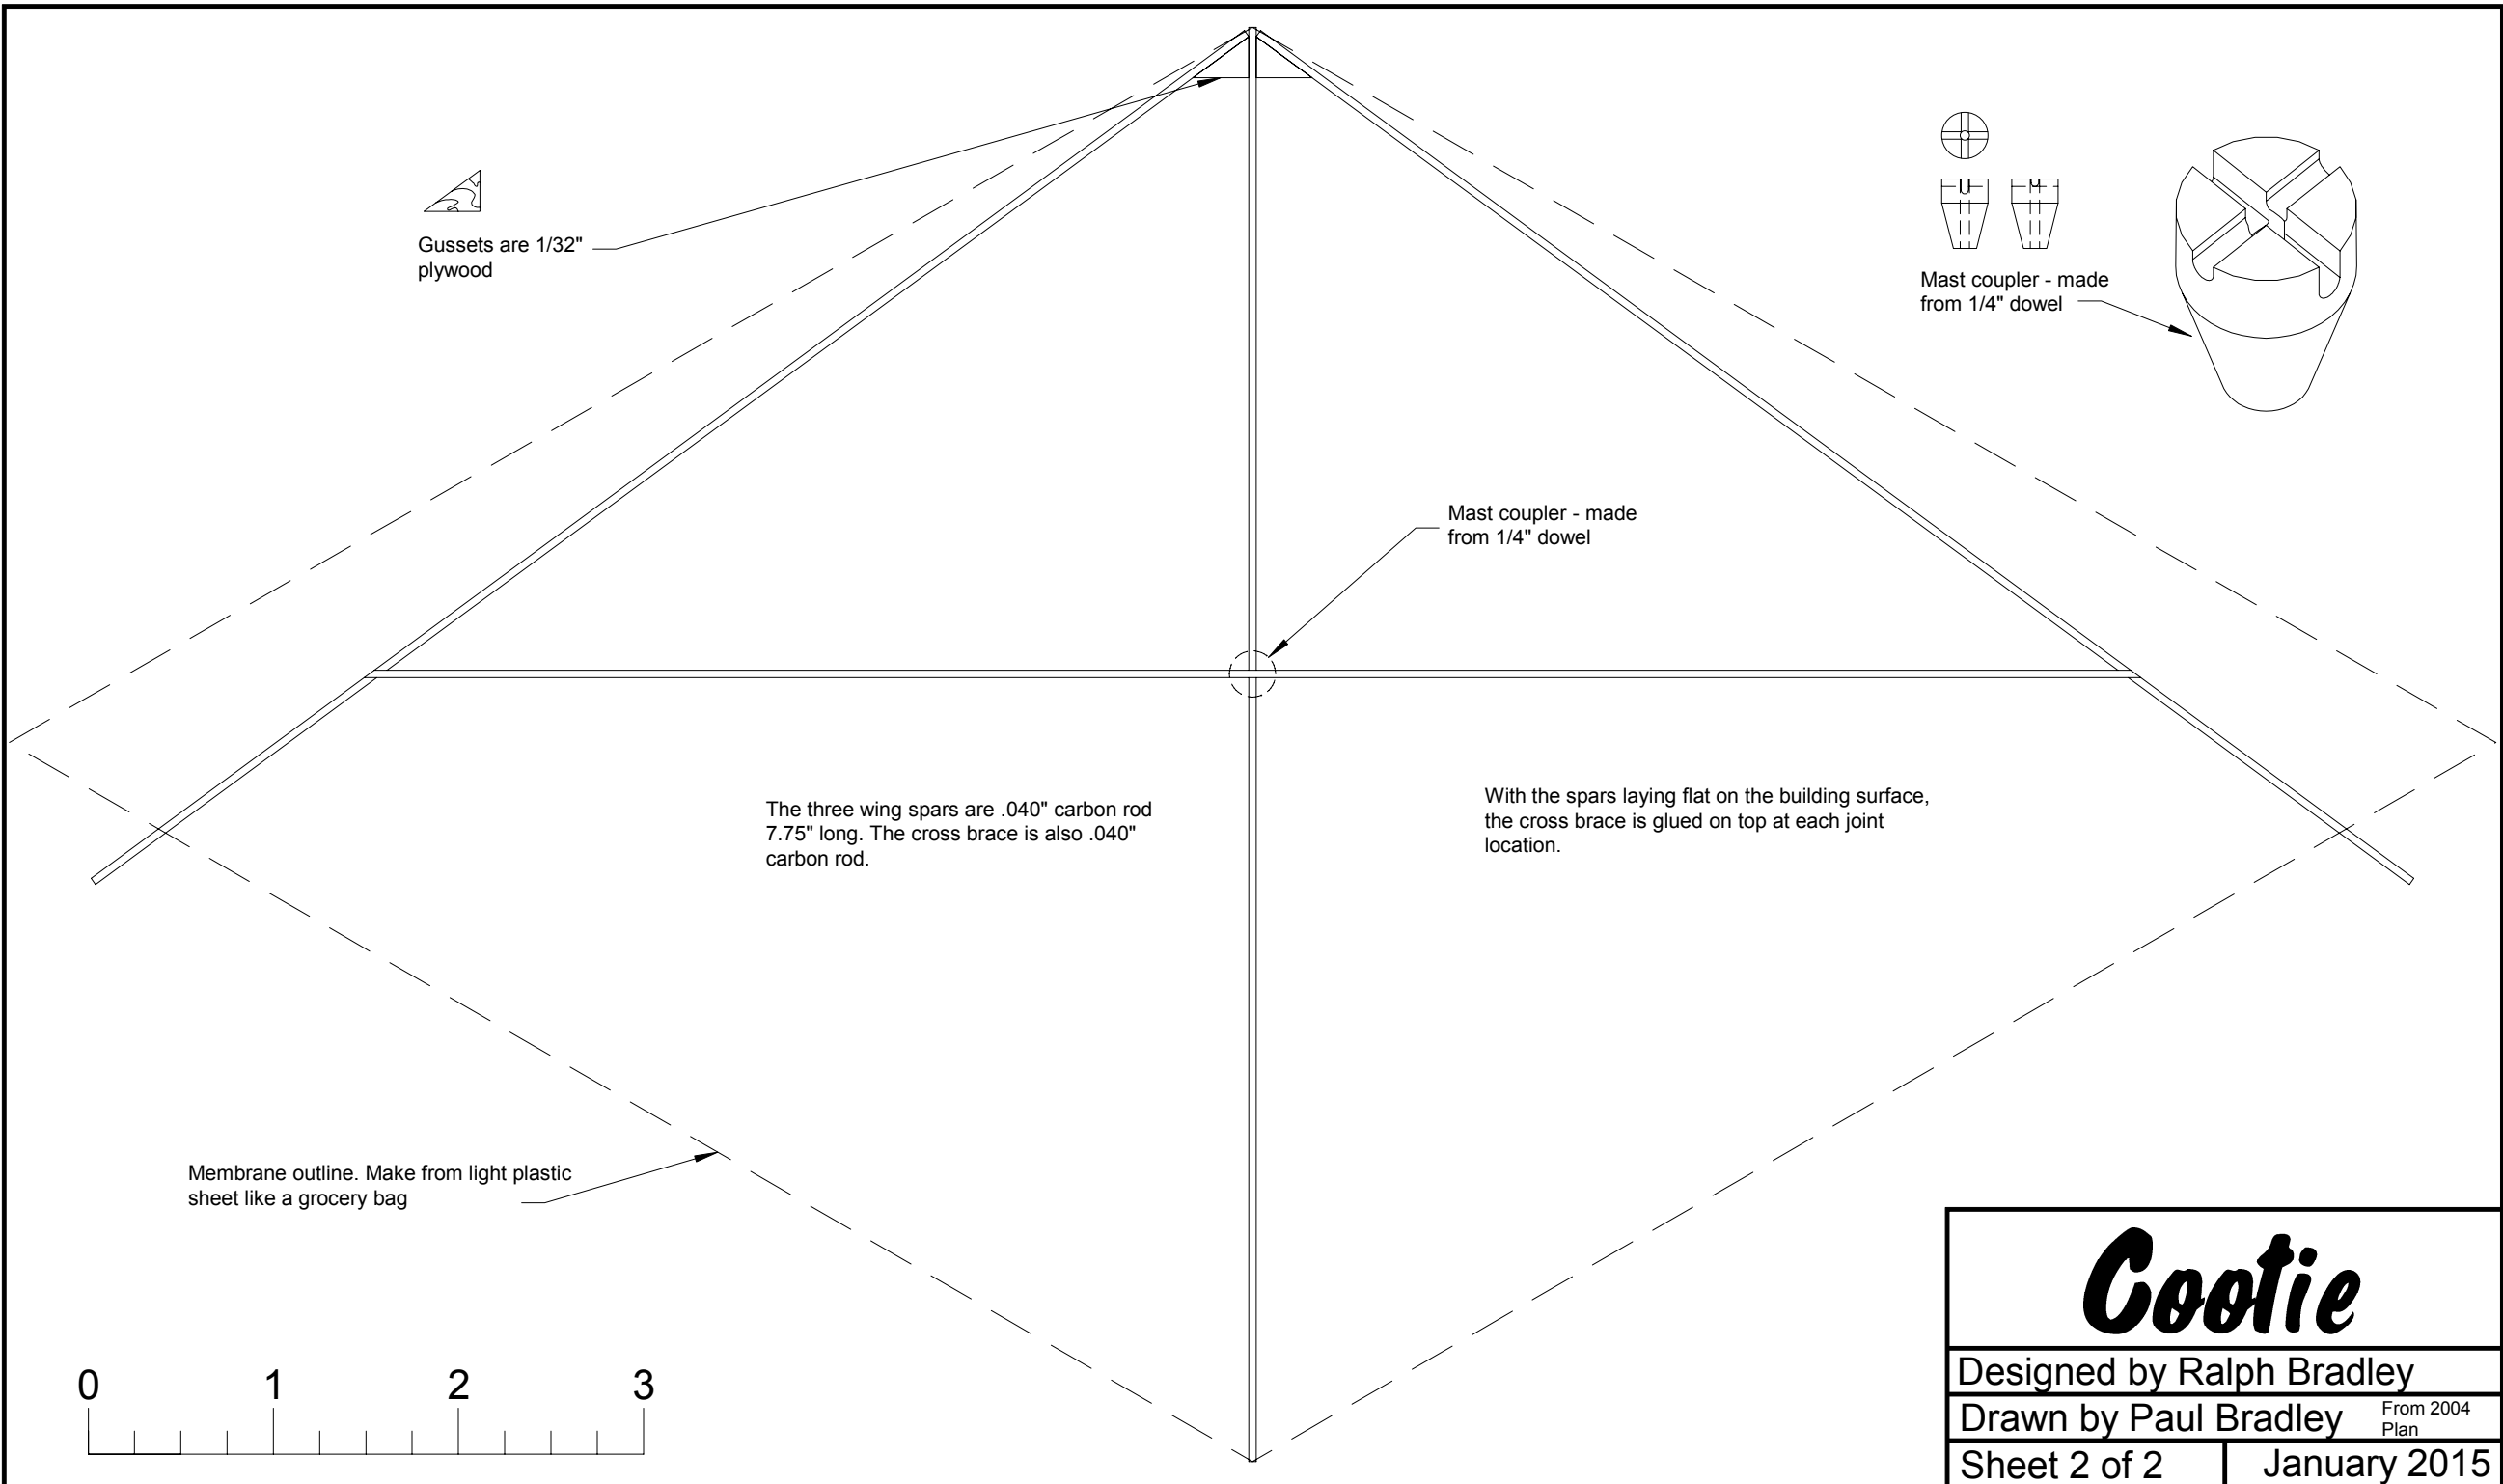 Gussets are 1/32"
plywood
Mast coupler - made
from 1/4" dowel
Mast coupler - made
from 1/4" dowel
The three wing spars are .040" carbon rod
7.75" long. The cross brace is also .040"
carbon rod.
With the spars laying flat on the building surface,
the cross brace is glued on top at each joint
location.
Membrane outline. Make from light plastic
sheet like a grocery bag
0 1 2 3
Cootie
Designed by Ralph Bradley
Drawn by Paul Bradley From 2004
Plan
Sheet 2 of 2 January 2015